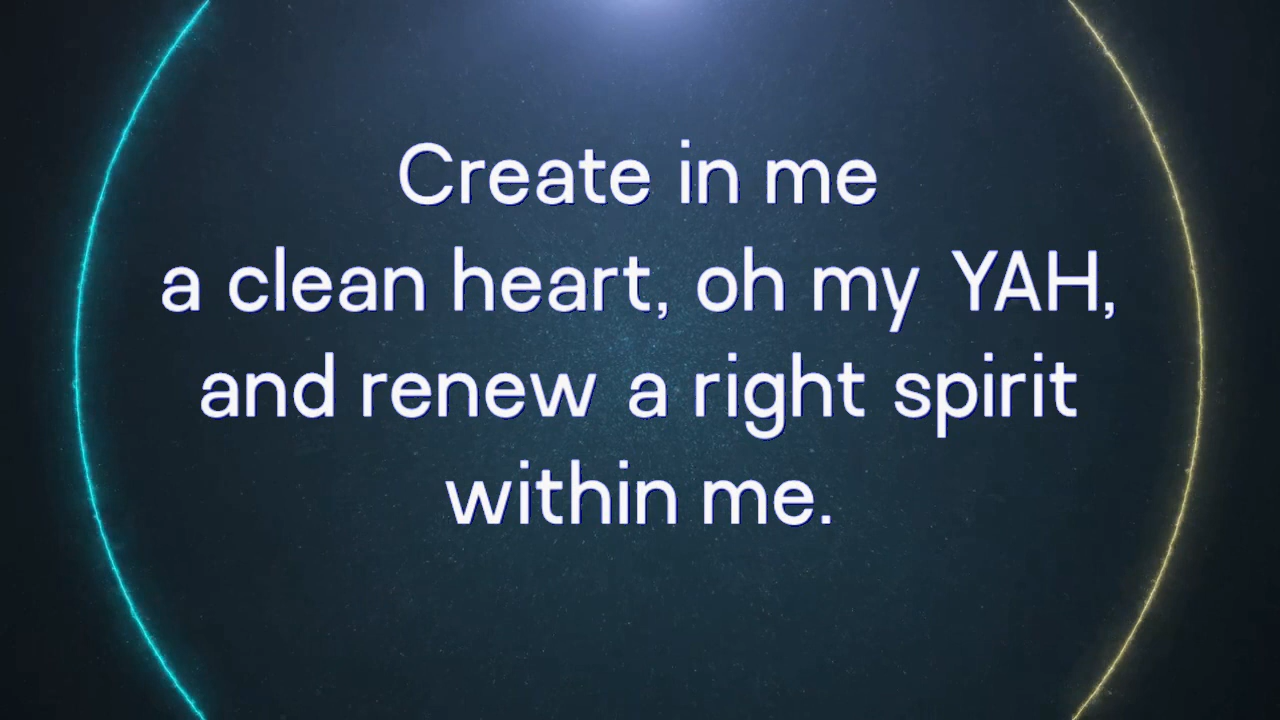 Create in me
a clean heart, oh my YAH,
and renew a right spirit
within me.